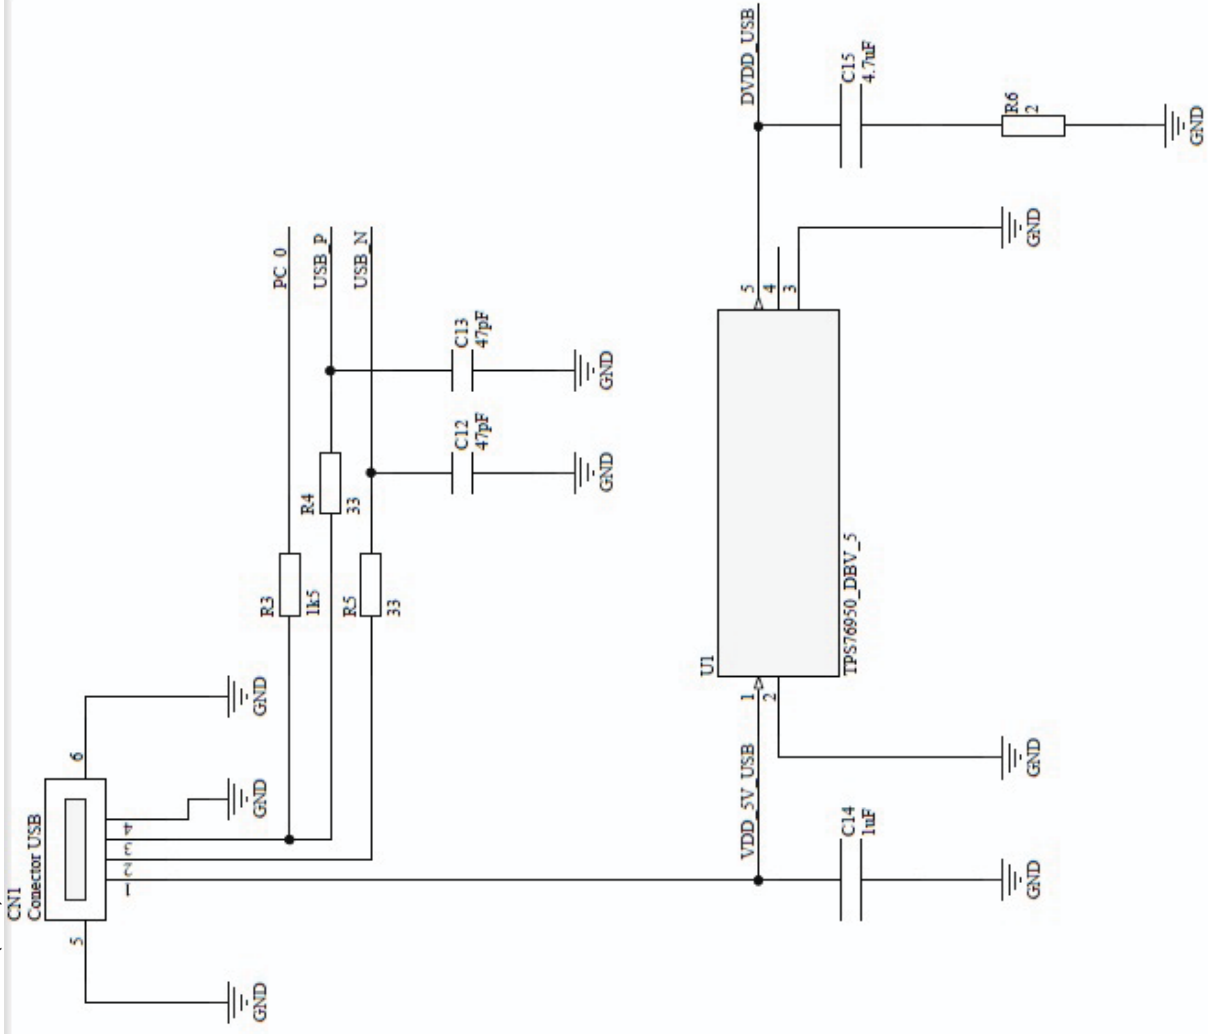 CN1
Conector USB
5
6
1
2
3
4
GND
GND
GND
R3
1k5
R4
33
R5
33
PC_0
USB_P
USB_N
C12
47pF
C13
47pF
GND
GND
VDD_5V_USB
C14
1uF
GND
U1
TPS76950_DBV_5
1
2
GND
5
4
3
GND
DVDD_USB
C15
4.7uF
R6
2
GND